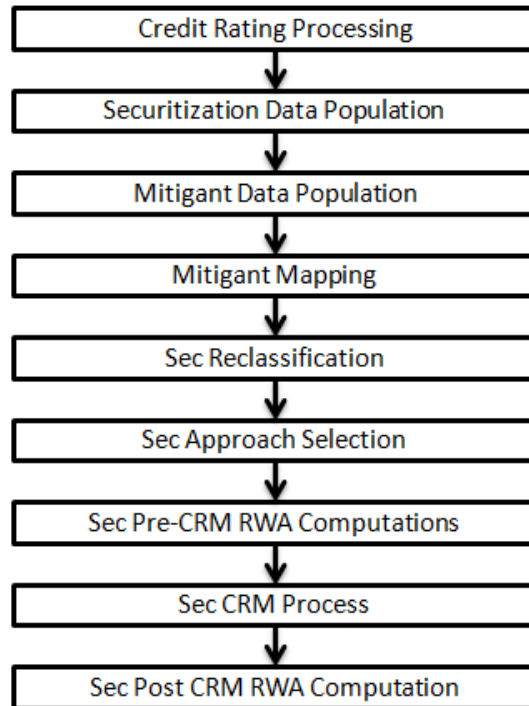 Credit Rating Processing
Securitization Data Population
Mitigant Data Population
Mitigant Mapping
Sec Reclassification
Sec Approach Selection
Sec Pre-CRM RWA Computations
Sec CRM Process
Sec Post CRM RWA Computation